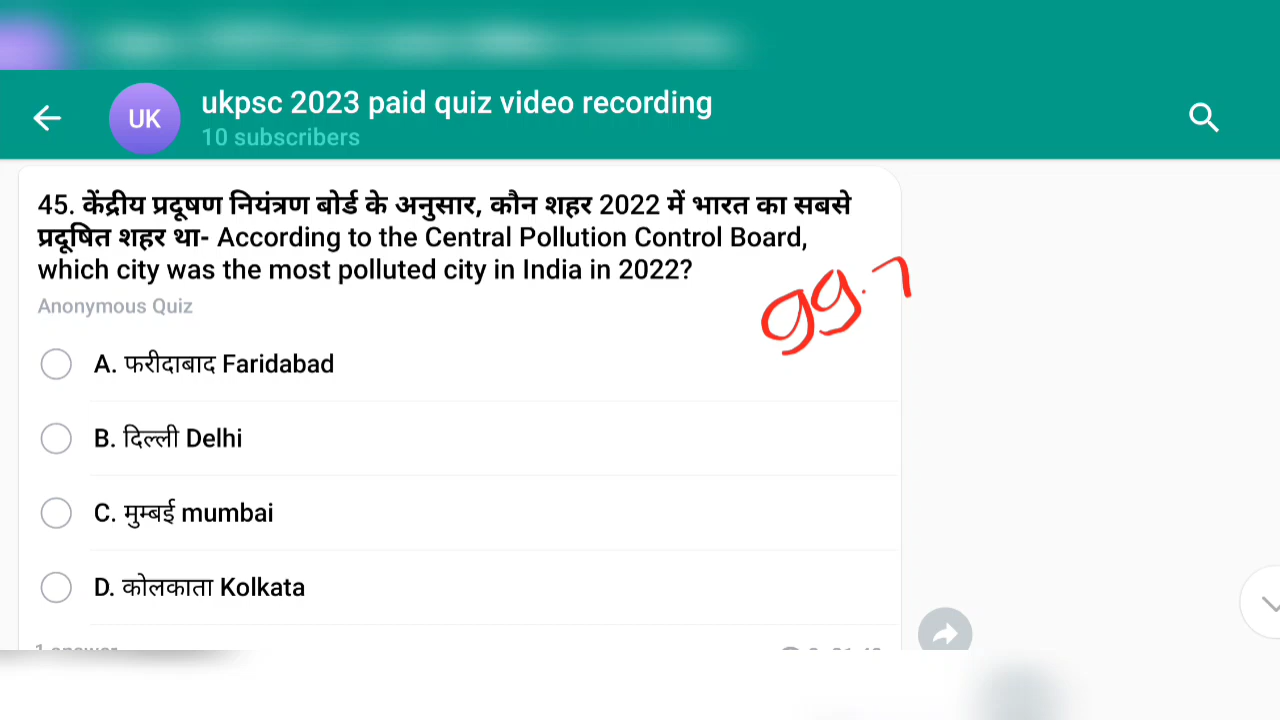 UK
ukpsc 2023 paid quiz video recording
10 subscribers
45. केंद्रीय प्रदूषण नियंत्रण बोर्ड के अनुसार, कौन शहर 2022 में भारत का सबसे
प्रदूषित शहर था- According to the Central Pollution Control Board,
which city was the most polluted city in India in 2022?
Anonymous Quiz
A. फरीदाबाद Faridabad
B. दिल्ली Delhi
C. मुम्बई mumbai
D. कोलकाता Kolkata